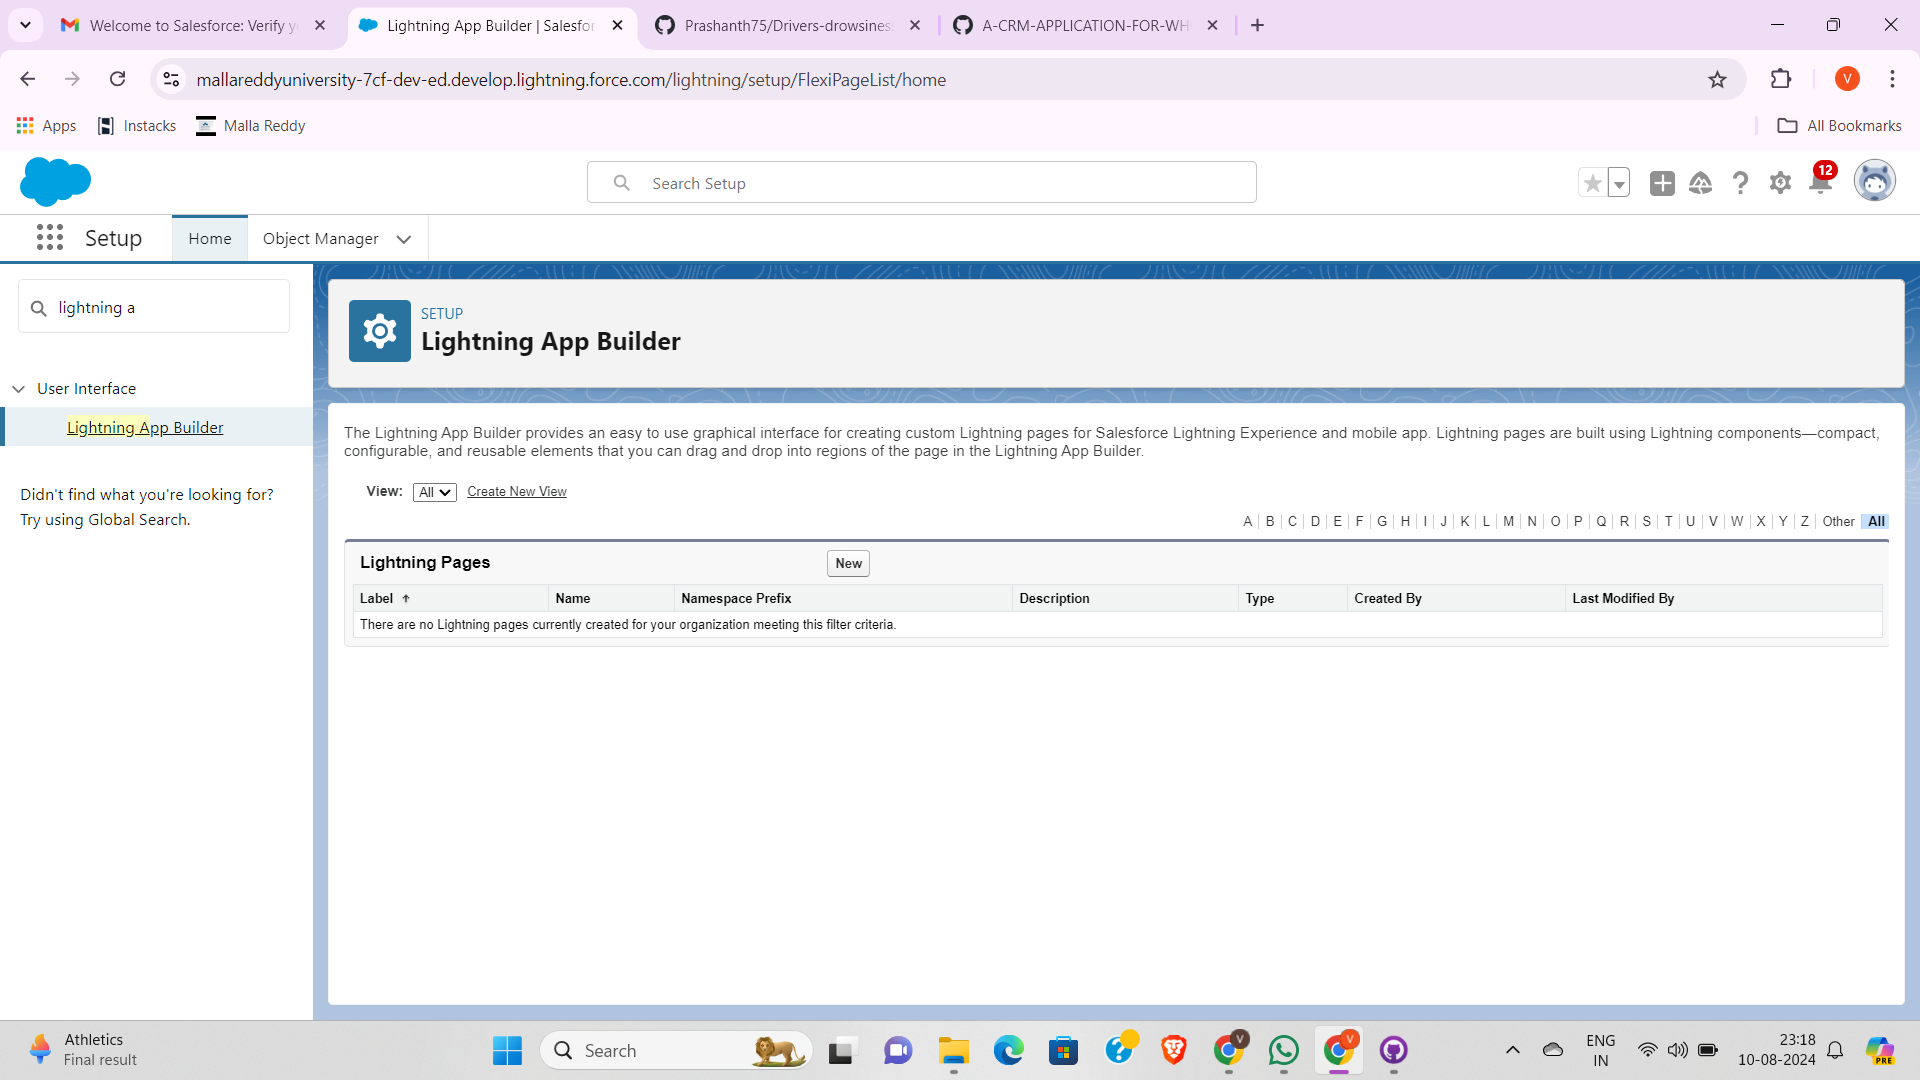 Welcome to Salesforce: Verify y
Lightning App Builder | Salesfor
Prashanth75/Drivers-drowsines
A-CRM-APPLICATION-FOR-WH
mallareddyuniversity-7cf-dev-ed.develop.lightning.force.com/lightning/setup/FlexiPageList/home
V
Apps
Instacks
Malla Reddy
All Bookmarks
Search Setup
12
Setup
Home
Object Manager
lightning a
User Interface
Lightning App Builder
Didn't find what you're looking for?
Try using Global Search.
SETUP
Lightning App Builder
The Lightning App Builder provides an easy to use graphical interface for creating custom Lightning pages for Salesforce Lightning Experience and mobile app. Lightning pages are built using Lightning components—compact,
configurable, and reusable elements that you can drag and drop into regions of the page in the Lightning App Builder.
View: All Create New View
A | B | C | D | E | F | G | H | I | J | K | L | M | N | O | P | Q | R | S | T | U | V | W | X | Y | Z | Other All
Lightning Pages
New
Label Name Namespace Prefix Description Type Created By Last Modified By
There are no Lightning pages currently created for your organization meeting this filter criteria.
Athletics
Final result
Search
V
V
ENG
IN
23:18
10-08-2024
PRE